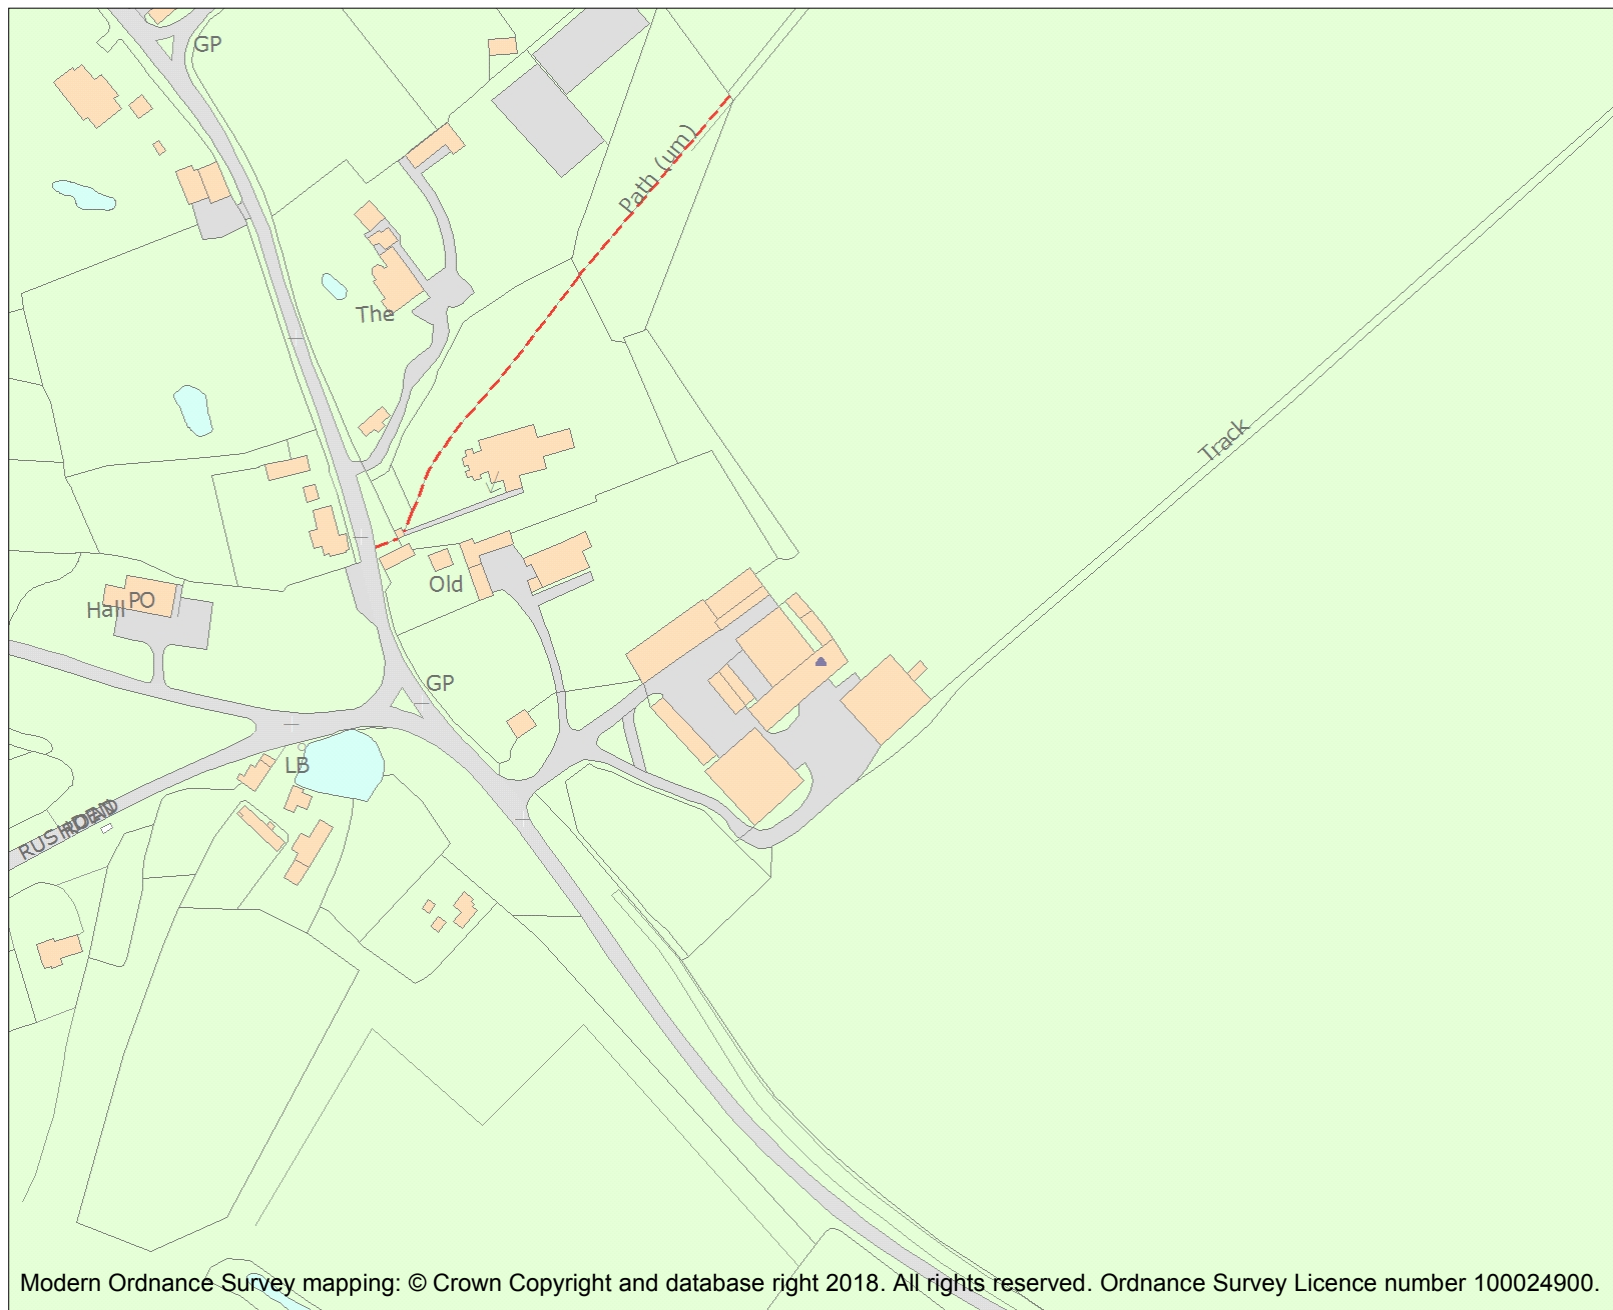 GP
Path (um)
The
Track
Old
Hall
PO
GP
LB
Modern Ordnance Survey mapping: © Crown Copyright and database right 2018. All rights reserved. Ordnance Survey Licence number 100024900.